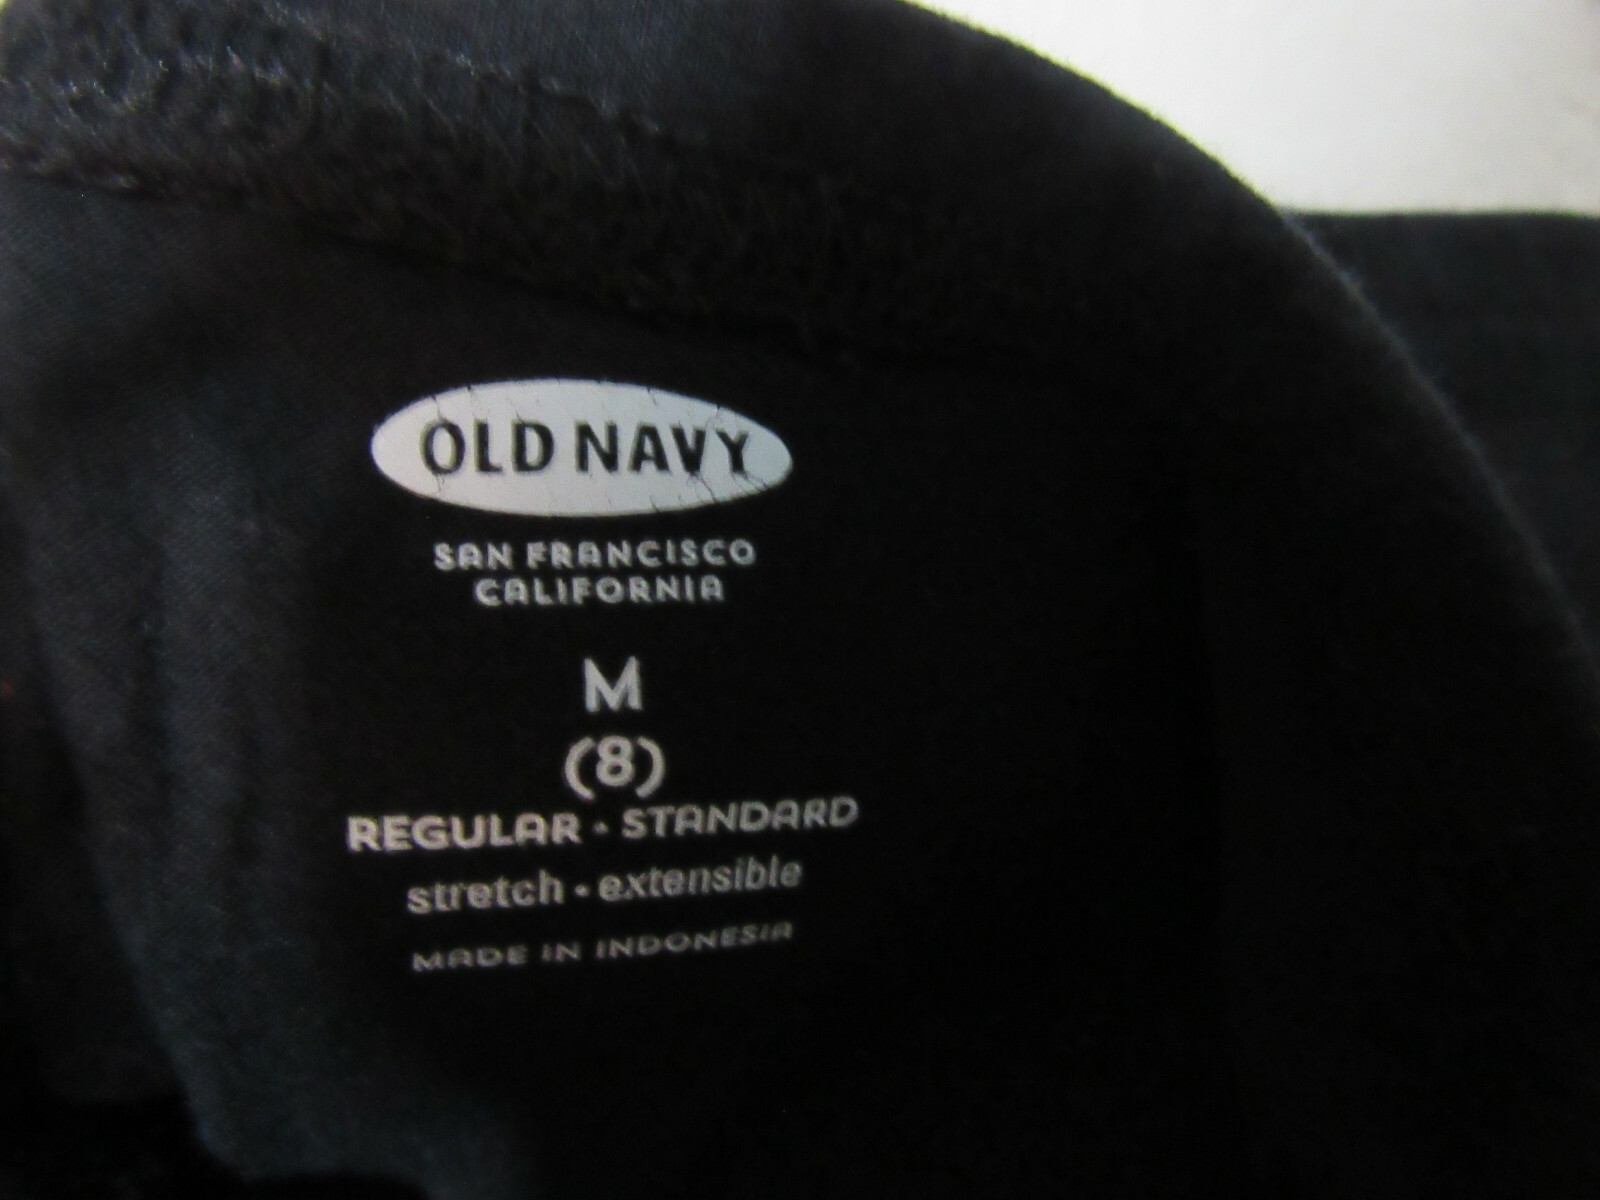 OLD NAVY
SAN FRANCISCO
CALIFORNIA
M
(8)
REGULAR • STANDARD
stretch • extensible
MADE IN INDONESIA